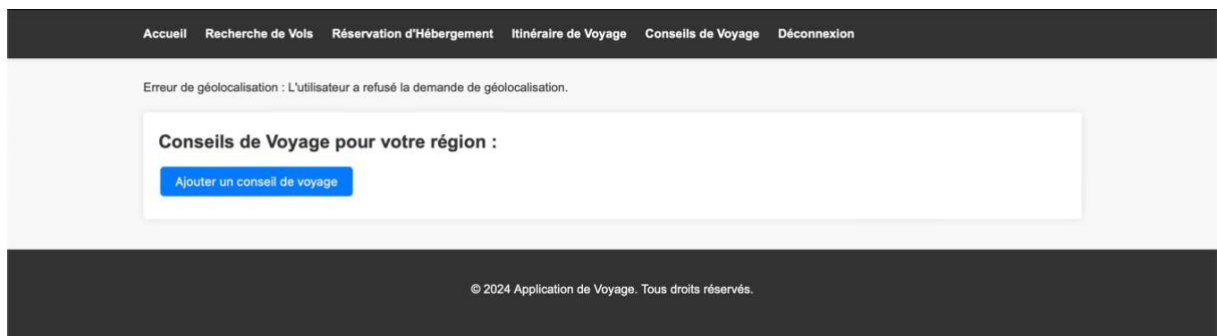 Accueil Recherche de Vols Réservation d'Hébergement Itinéraire de Voyage Conseils de Voyage Déconnexion
Erreur de géolocalisation : L'utilisateur a refusé la demande de géolocalisation.
Conseils de Voyage pour votre région :
Ajouter un conseil de voyage
© 2024 Application de Voyage. Tous droits réservés.